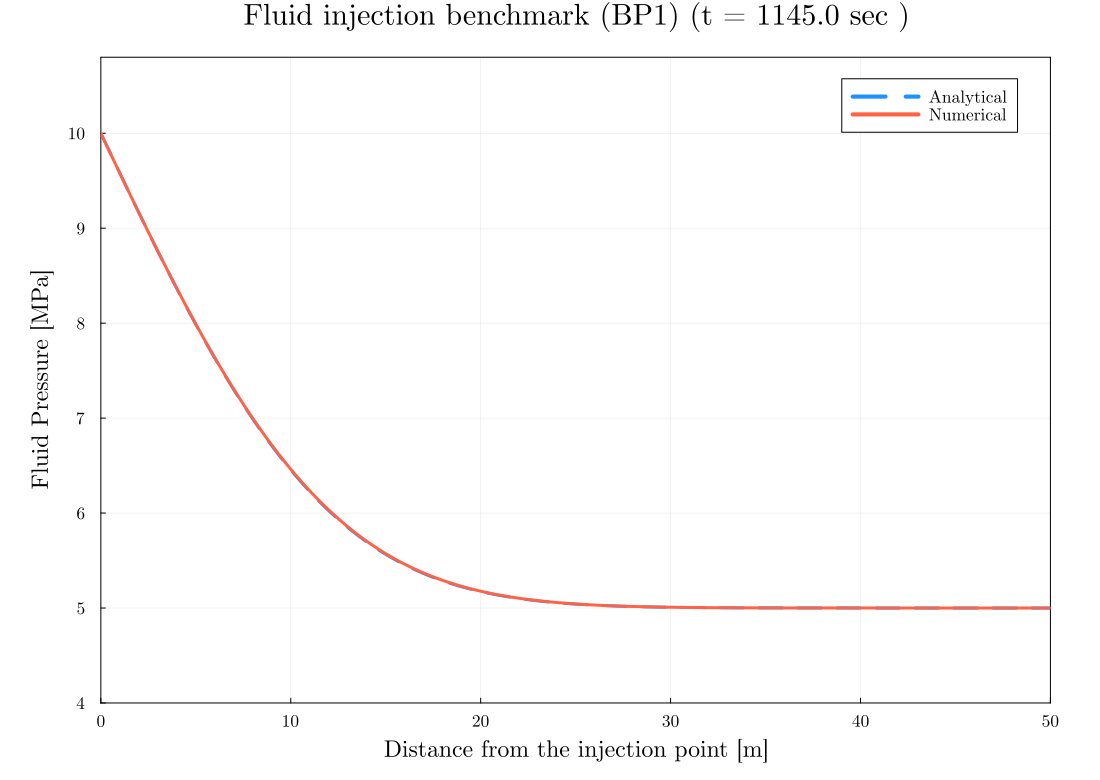 Fluid injection benchmark (BP1) (t = 1145.0 sec )
Analytical
Numerical
Fluid Pressure [MPa]
10
9
8
7
6
5
4
0 10 20 30 40 50
Distance from the injection point [m]